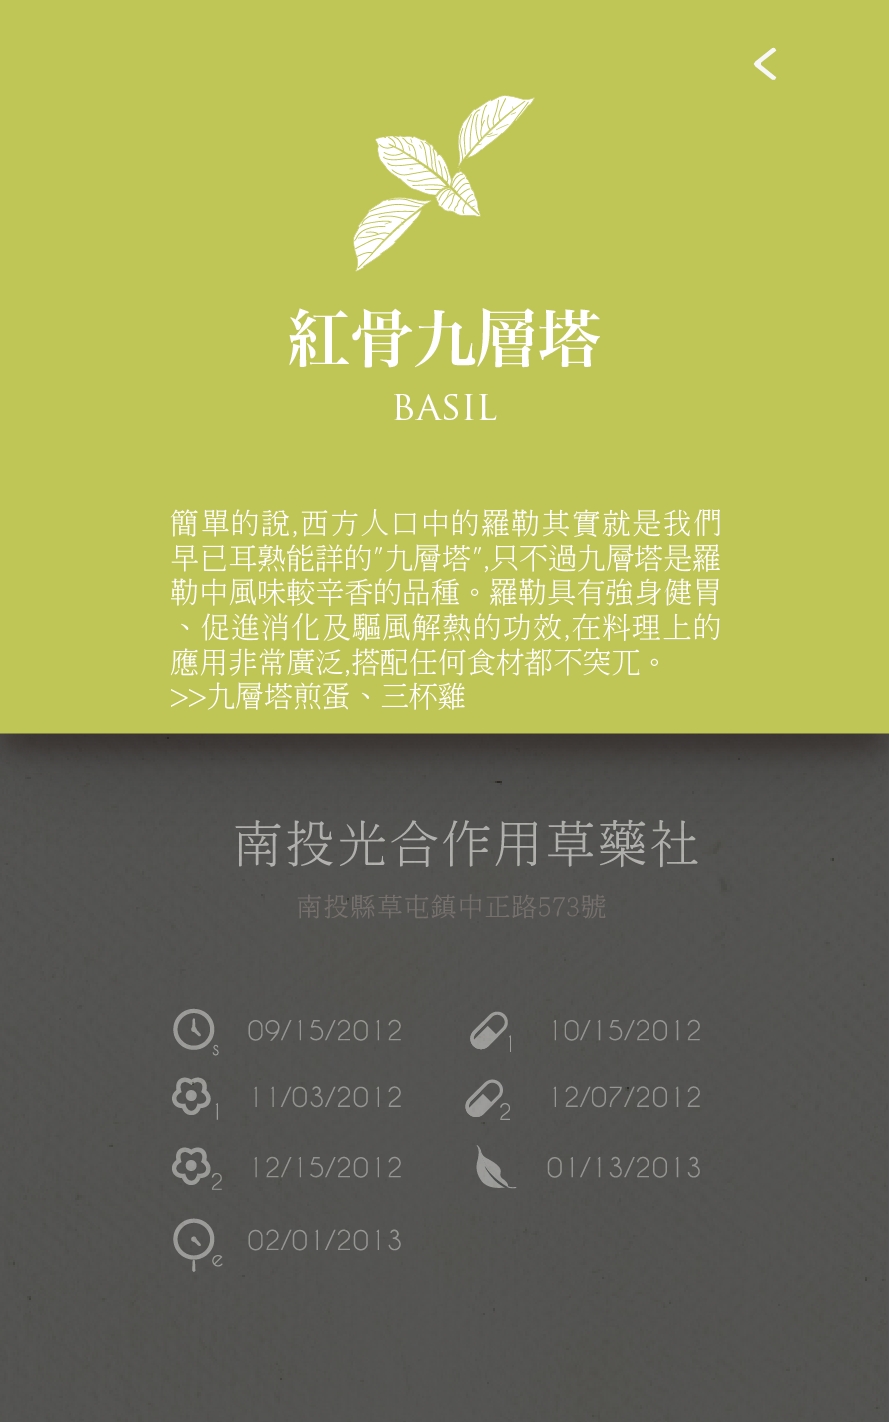 紅骨九層塔
BASIL
簡單的說,西方人口中的羅勒其實就是我們
早已耳熟能詳的"九層塔",只不過九層塔是羅
勒中風味較辛香的品種。羅勒具有強身健胃
、促進消化及驅風解熱的功效,在料理上的
應用非常廣泛,搭配任何食材都不突兀。
>>九層塔煎蛋、三杯雞
南投光合作用草藥社
南投縣草屯鎮中正路573號
s 09/15/2012 1 10/15/2012
1 11/03/2012 2 12/07/2012
2 12/15/2012 01/13/2013
e 02/01/2013